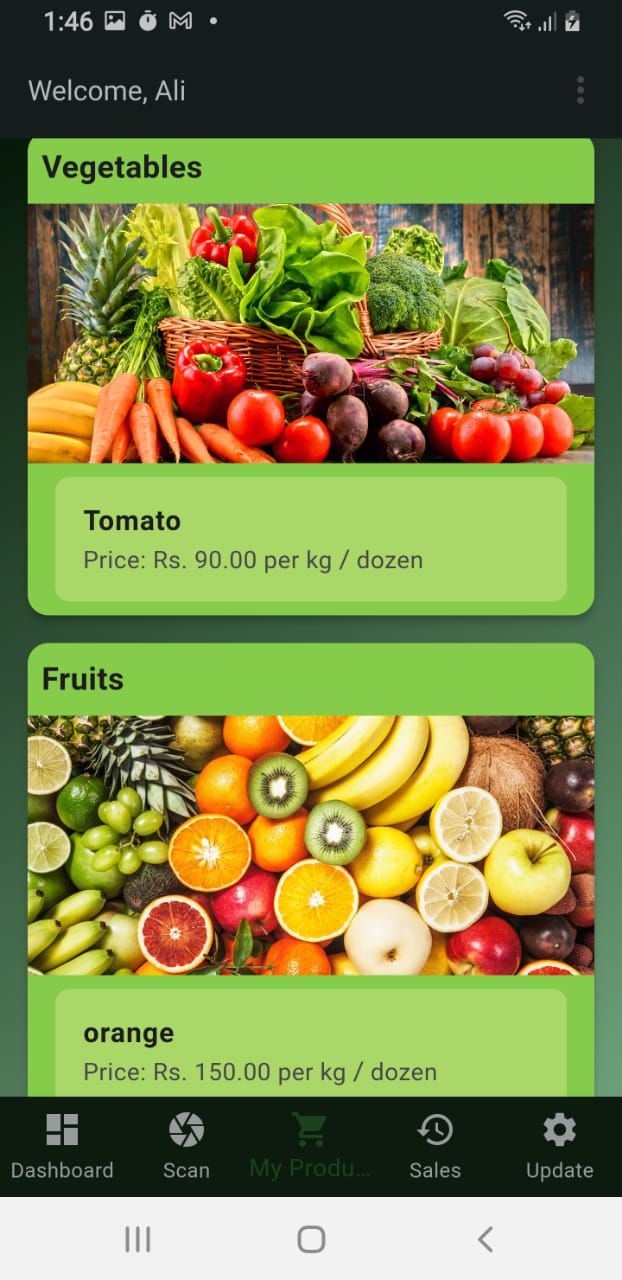 1:46
Welcome, Ali
Vegetables
Tomato
Price: Rs. 90.00 per kg / dozen
Fruits
orange
Price: Rs. 150.00 per kg / dozen
Dashboard
Scan
My Produ...
Sales
Update